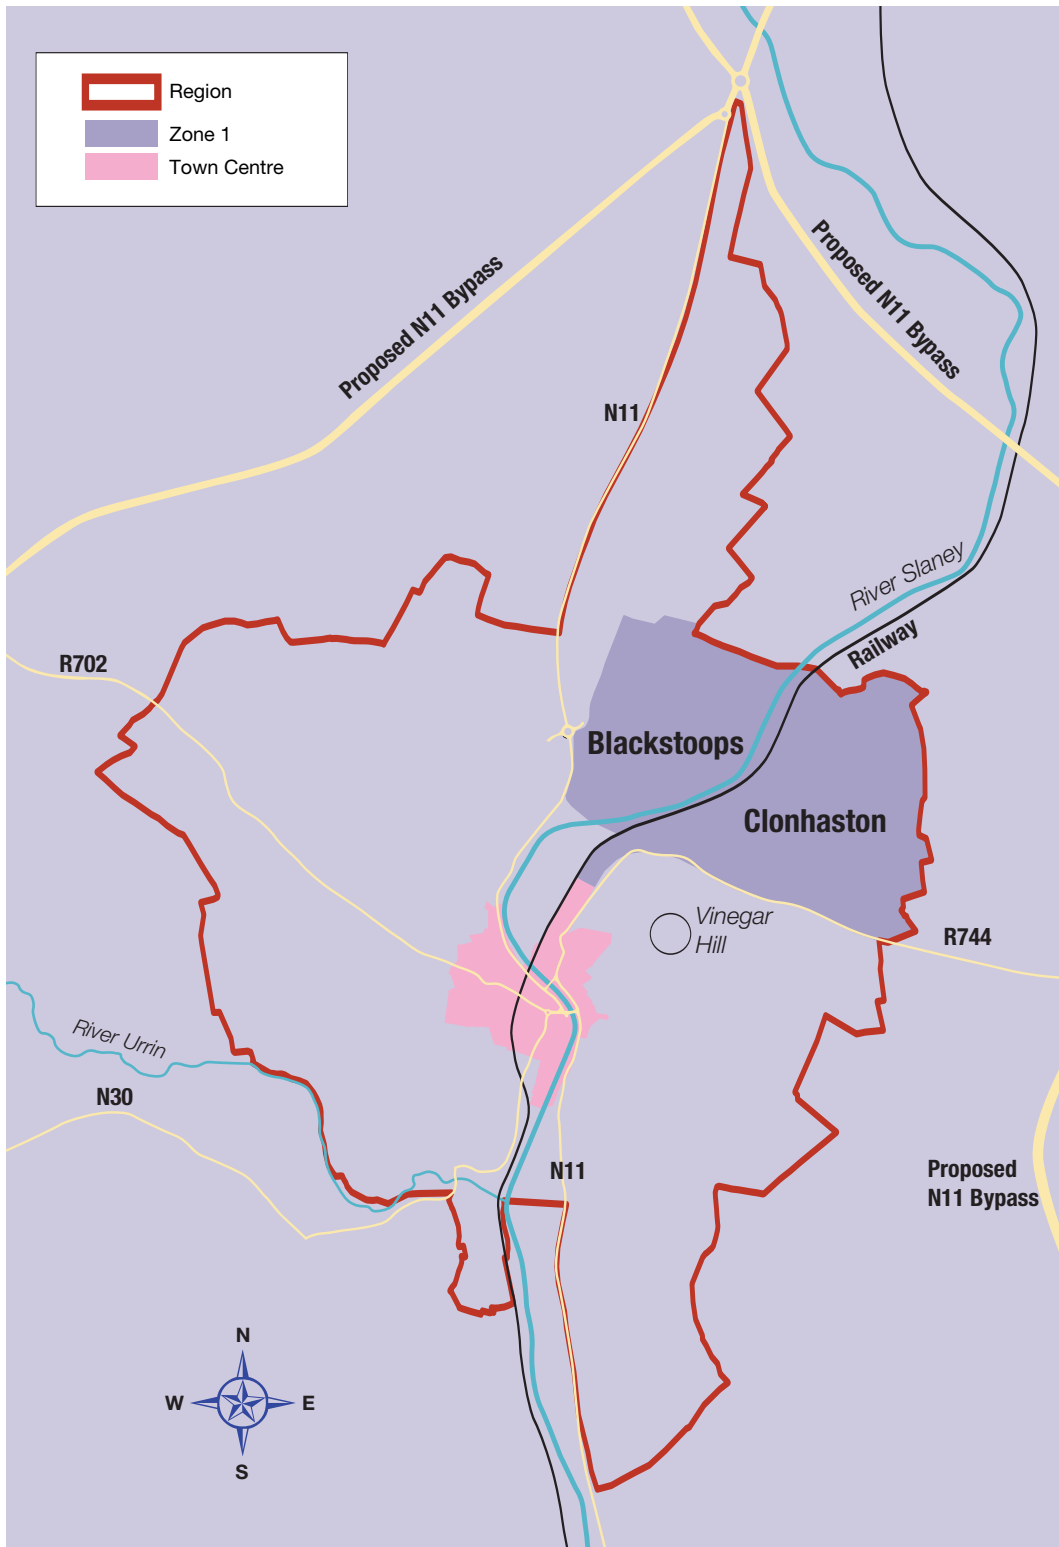 Region
Zone 1
Town Centre
Proposed N11 Bypass
Proposed N11 Bypass
N11
River Slaney
Railway
R702
Blackstoops
Clonhaston
Vinegar
Hill
R744
River Urrin
N30
N11
Proposed
N11 Bypass
N
W
E
S